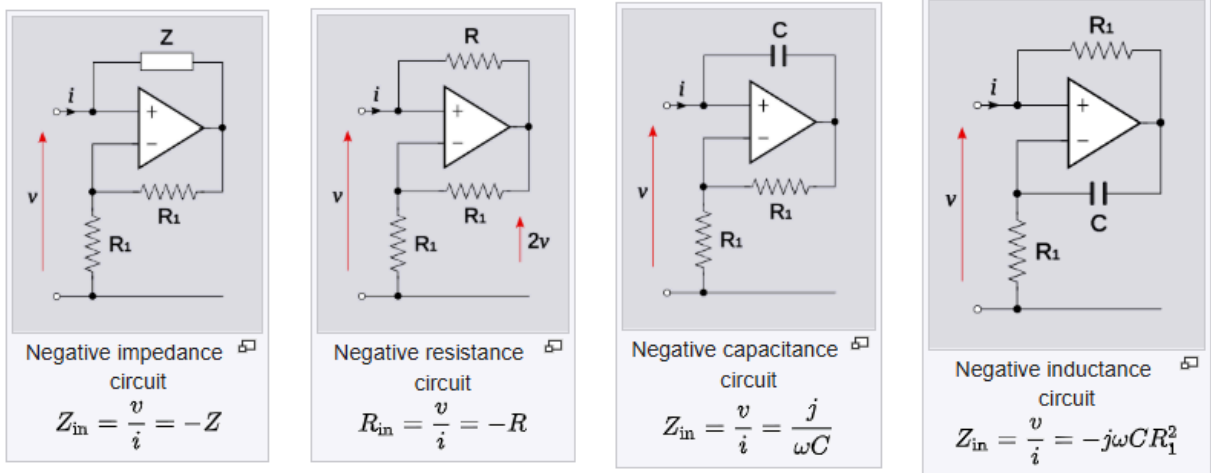 Z
i
+
−
v
R₁
R₁
Negative impedance
circuit
Z_in = v/i = −Z
R
i
+
−
v
R₁
R₁
2v
Negative resistance
circuit
R_in = v/i = −R
C
i
+
−
v
R₁
R₁
Negative capacitance
circuit
Z_in = v/i = j/ωC
R₁
i
+
−
v
C
R₁
Negative inductance
circuit
Z_in = v/i = −jωCR₁²